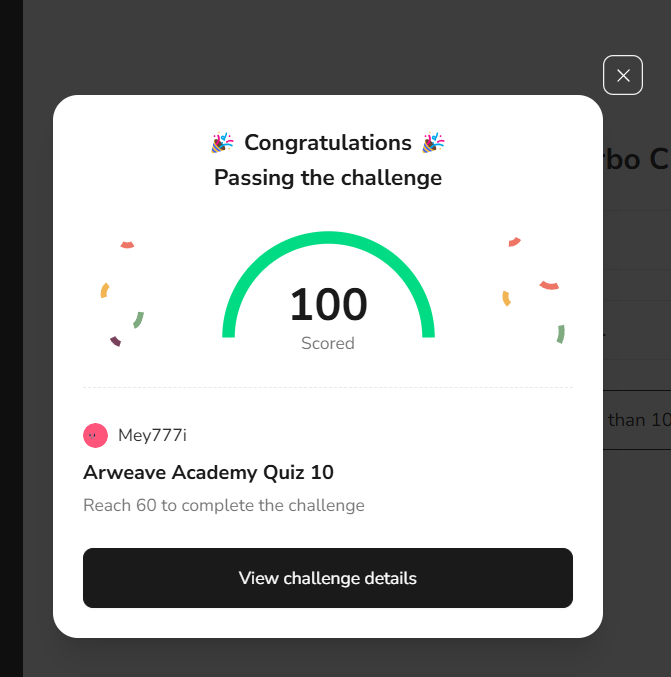 🎉 Congratulations 🎉
Passing the challenge
100
Scored
Mey777i
Arweave Academy Quiz 10
Reach 60 to complete the challenge
View challenge details
rbo C
than 10